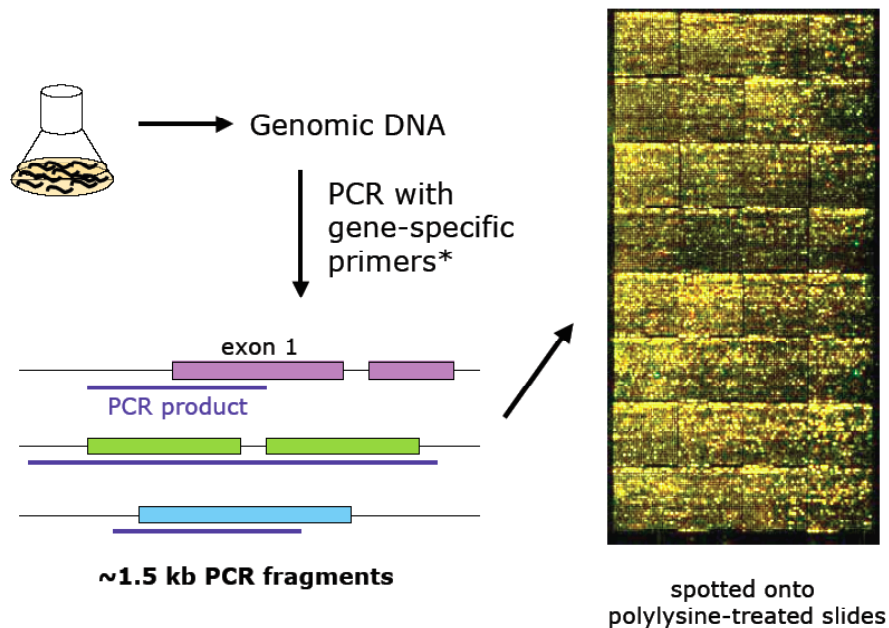 Genomic DNA
PCR with
gene-specific
primers*
exon 1
PCR product
~1.5 kb PCR fragments
spotted onto
polylysine-treated slides